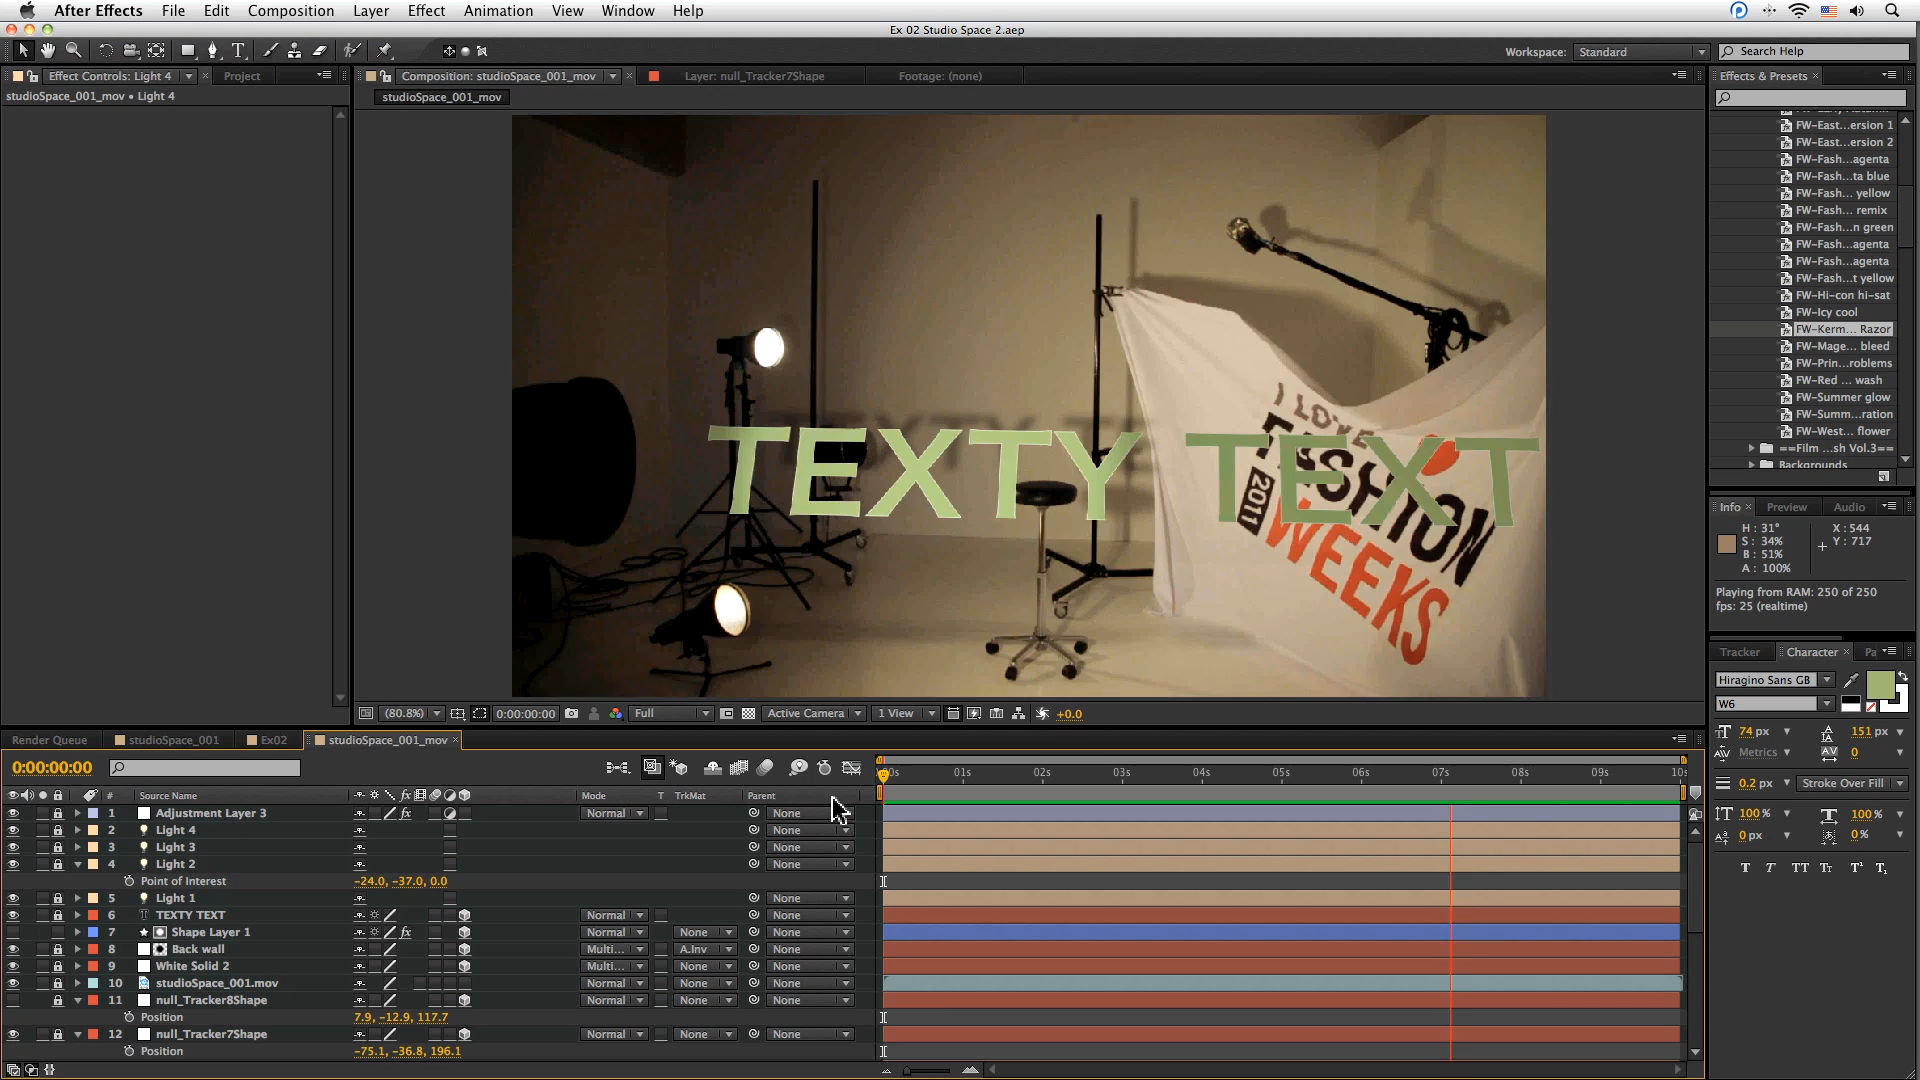 After Effects File Edit Composition Layer Effect Animation View Window Help
Ex 02 Studio Space 2.aep
Workspace: Standard Search Help
Effect Controls: Light 4 Project Composition: studioSpace_001_mov Layer: null_Tracker7Shape Footage: (none) Effects & Presets
studioSpace_001_mov • Light 4
studioSpace_001_mov
FW-East...ersion 1
FW-East...ersion 2
FW-Fash...agenta
FW-Fash...ta blue
FW-Fash... yellow
FW-Fash... remix
FW-Fash...n green
FW-Fash...agenta
FW-Fash...agenta
FW-Fash...t yellow
FW-Hi-con hi-sat
FW-Icy cool
FW-Kerm... Razor
FW-Mage... bleed
FW-Prin...roblems
FW-Red ... wash
FW-Summer glow
FW-Summ...ration
FW-West... flower
==Film ...sh Vol.3==
Backgrounds
I LOVE
FASHION
2011
WEEKS
TEXTY TEXT
Info Preview Audio
H : 31° X : 544
S : 34% Y : 717
B : 51%
A : 100%
Playing from RAM: 250 of 250
fps: 25 (realtime)
Tracker Character Pa
Hiragino Sans GB
W6
74 px 151 px
Metrics 0
0.2 px Stroke Over Fill
100% 100%
0 px 0%
T T TT Tt T¹ T₁
(80.8%) 0:00:00:00 Full Active Camera 1 View +0.0
Render Queue studioSpace_001 Ex02 studioSpace_001_mov
0:00:00:00
00s 01s 02s 03s 04s 05s 06s 07s 08s 09s 10s
# Source Name fx Mode T TrkMat Parent
1 Adjustment Layer 3 fx Normal None
2 Light 4 None
3 Light 3 None
4 Light 2 None
Point of Interest -24.0, -37.0, 0.0
5 Light 1 None
6 T TEXTY TEXT Normal None
7 Shape Layer 1 fx Normal None None
8 Back wall Multi... A.Inv None
9 White Solid 2 Multi... None None
10 studioSpace_001.mov Normal None None
11 null_Tracker8Shape Normal None None
Position 7.9, -12.9, 117.7
12 null_Tracker7Shape Normal None None
Position -75.1, -36.8, 196.1